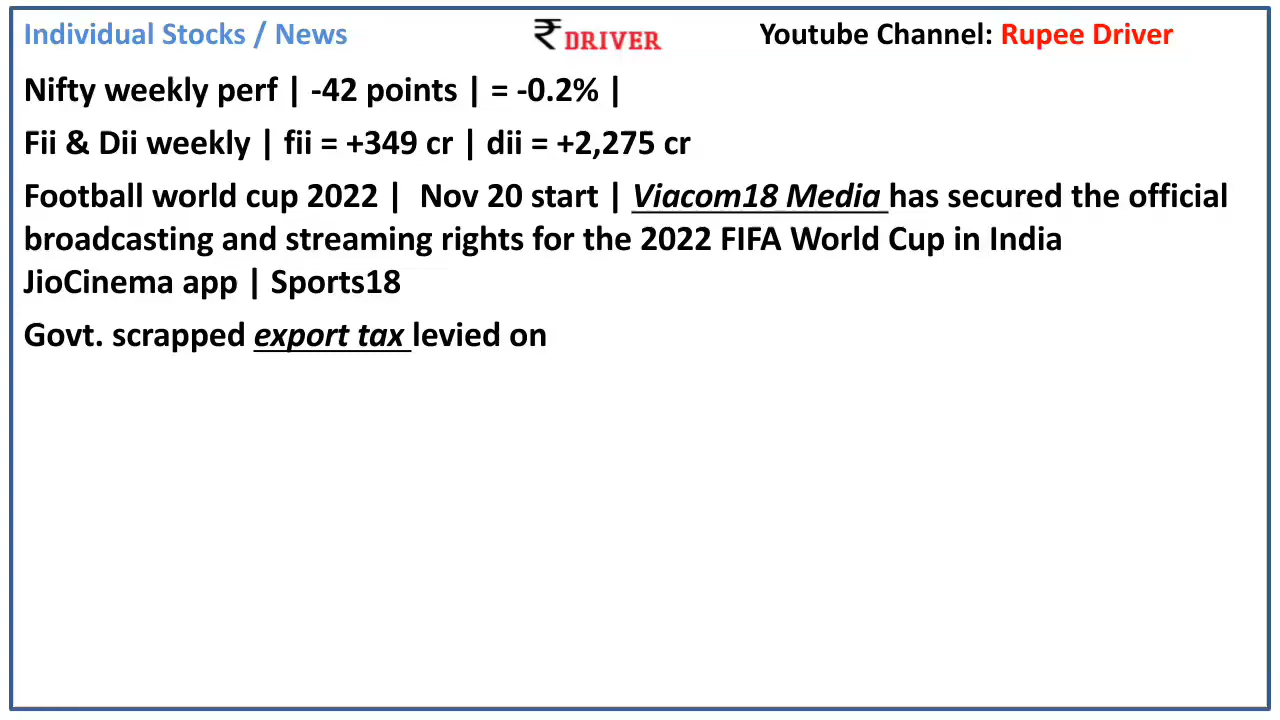 Individual Stocks / News
₹ DRIVER
Youtube Channel: Rupee Driver
Nifty weekly perf | -42 points | = -0.2% |
Fii & Dii weekly | fii = +349 cr | dii = +2,275 cr
Football world cup 2022 | Nov 20 start | Viacom18 Media has secured the official
broadcasting and streaming rights for the 2022 FIFA World Cup in India
JioCinema app | Sports18
Govt. scrapped export tax levied on